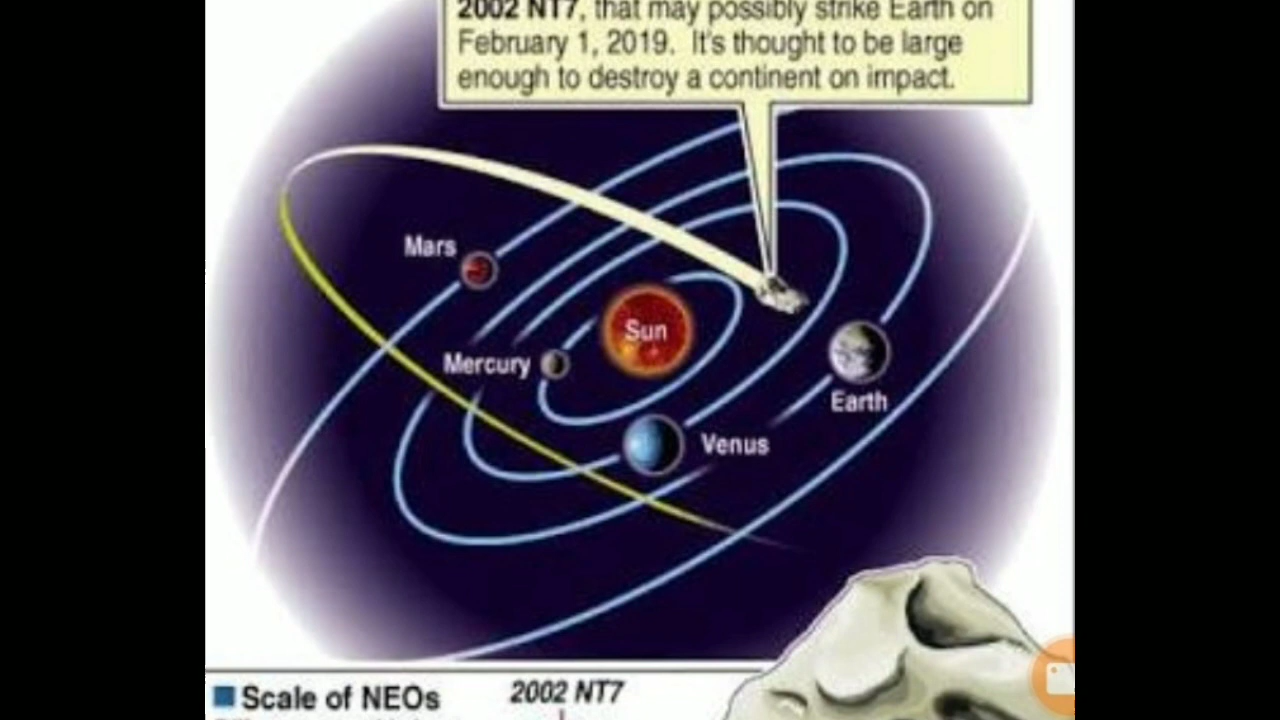 2002 NT7, that may possibly strike Earth on
February 1, 2019. It's thought to be large
enough to destroy a continent on impact.
Mars
Sun
Mercury
Earth
Venus
Scale of NEOs
2002 NT7